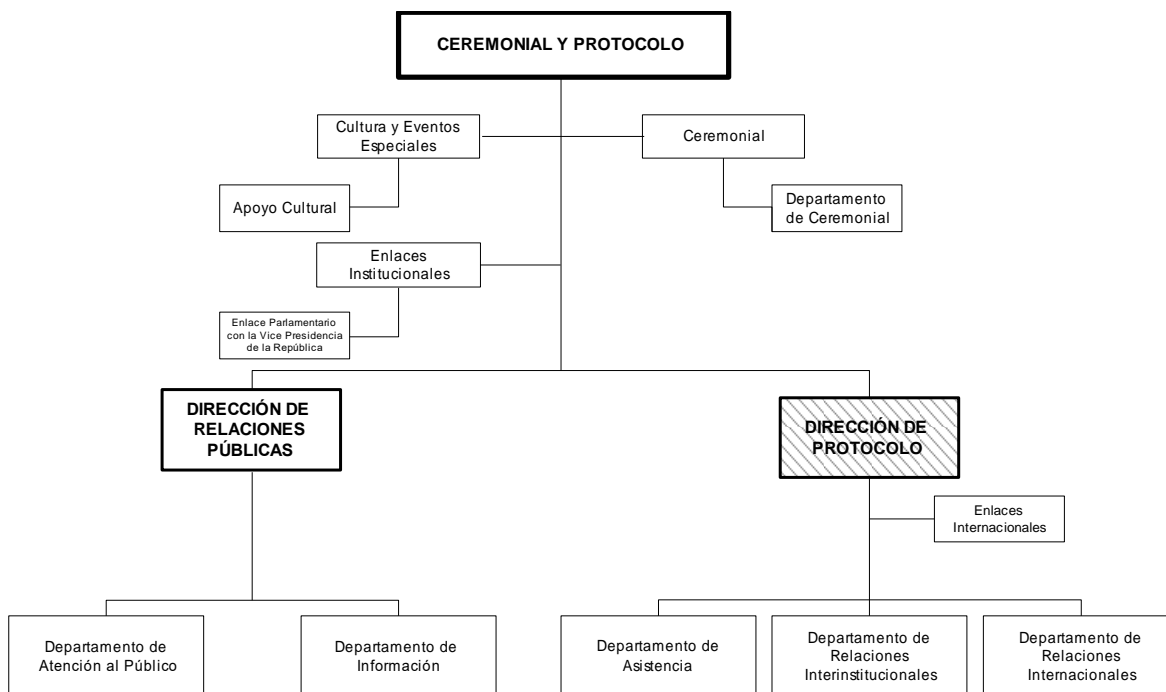 CEREMONIAL Y PROTOCOLO
Cultura y Eventos
Especiales
Ceremonial
Apoyo Cultural
Departamento
de Ceremonial
Enlaces
Institucionales
Enlace Parlamentario
con la Vice Presidencia
de la República
DIRECCIÓN DE
RELACIONES
PÚBLICAS
DIRECCIÓN DE
PROTOCOLO
Enlaces
Internacionales
Departamento de
Atención al Público
Departamento de
Información
Departamento de
Asistencia
Departamento de
Relaciones
Interinstitucionales
Departamento de
Relaciones
Internacionales